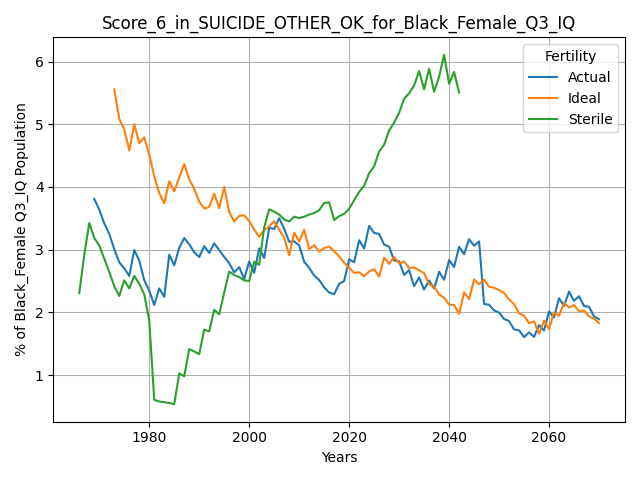 Score_6_in_SUICIDE_OTHER_OK_for_Black_Female_Q3_IQ
% of Black_Female Q3_IQ Population
6
5
4
3
2
1
Fertility
Actual
Ideal
Sterile
1980
2000
2020
2040
2060
Years